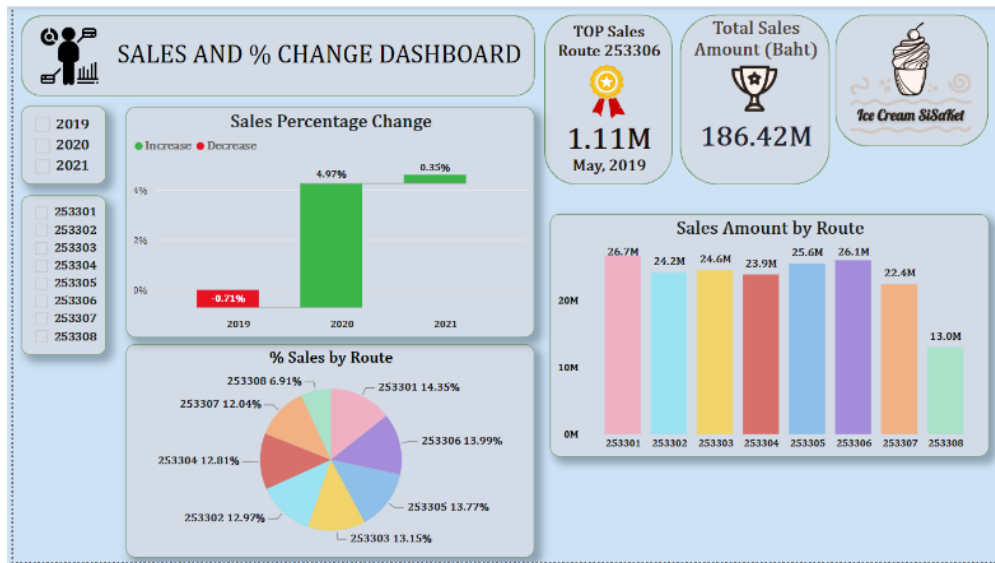 SALES AND % CHANGE DASHBOARD
TOP Sales
Route 253306
1.11M
May, 2019
Total Sales
Amount (Baht)
186.42M
Ice Cream SiSaKet
2019
2020
2021
253301
253302
253303
253304
253305
253306
253307
253308
Sales Percentage Change
Increase Decrease
4%
2%
0%
-0.71%
4.97%
0.35%
2019 2020 2021
% Sales by Route
253308 6.91%
253301 14.35%
253307 12.04%
253306 13.99%
253304 12.81%
253305 13.77%
253302 12.97%
253303 13.15%
Sales Amount by Route
26.7M 24.2M 24.6M 23.9M 25.6M 26.1M 22.4M 13.0M
20M
10M
0M
253301 253302 253303 253304 253305 253306 253307 253308